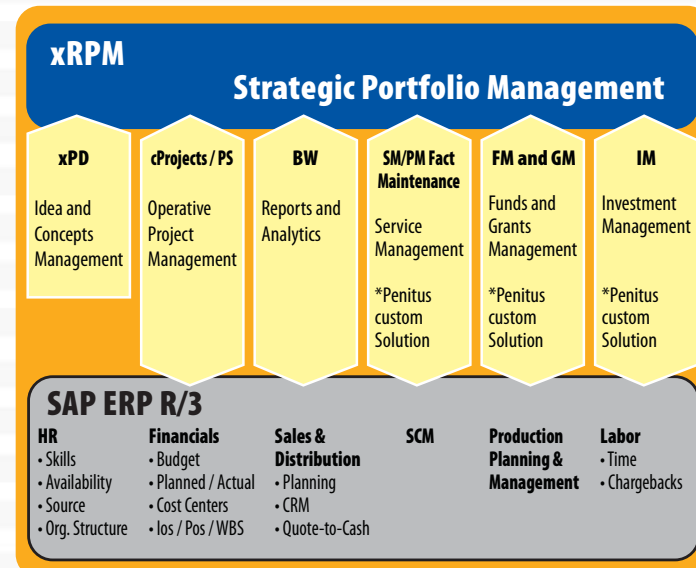 xRPM
Strategic Portfolio Management
xPD
Idea and
Concepts
Management
cProjects / PS
Operative
Project
Management
BW
Reports and
Analytics
SM/PM Fact
Maintenance
Service
Management
*Penitus
custom
Solution
FM and GM
Funds and
Grants
Management
*Penitus
custom
Solution
IM
Investment
Management
*Penitus
custom
Solution
SAP ERP R/3
HR
• Skills
• Availability
• Source
• Org. Structure
Financials
• Budget
• Planned / Actual
• Cost Centers
• Ios / Pos / WBS
Sales &
Distribution
• Planning
• CRM
• Quote-to-Cash
SCM
Production
Planning &
Management
Labor
• Time
• Chargebacks